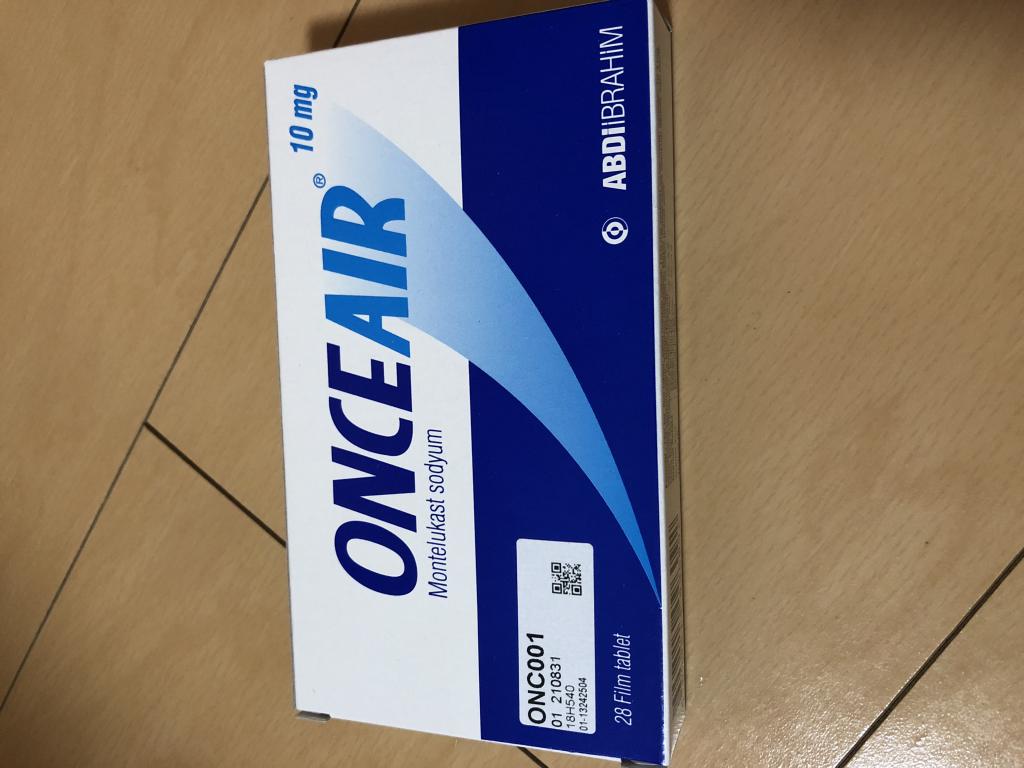 ONCEAIR® 10 mg
Montelukast sodyum
ONC001
01 210831
18H540
01-13242504
28 Film tablet
ABDİİBRAHİM